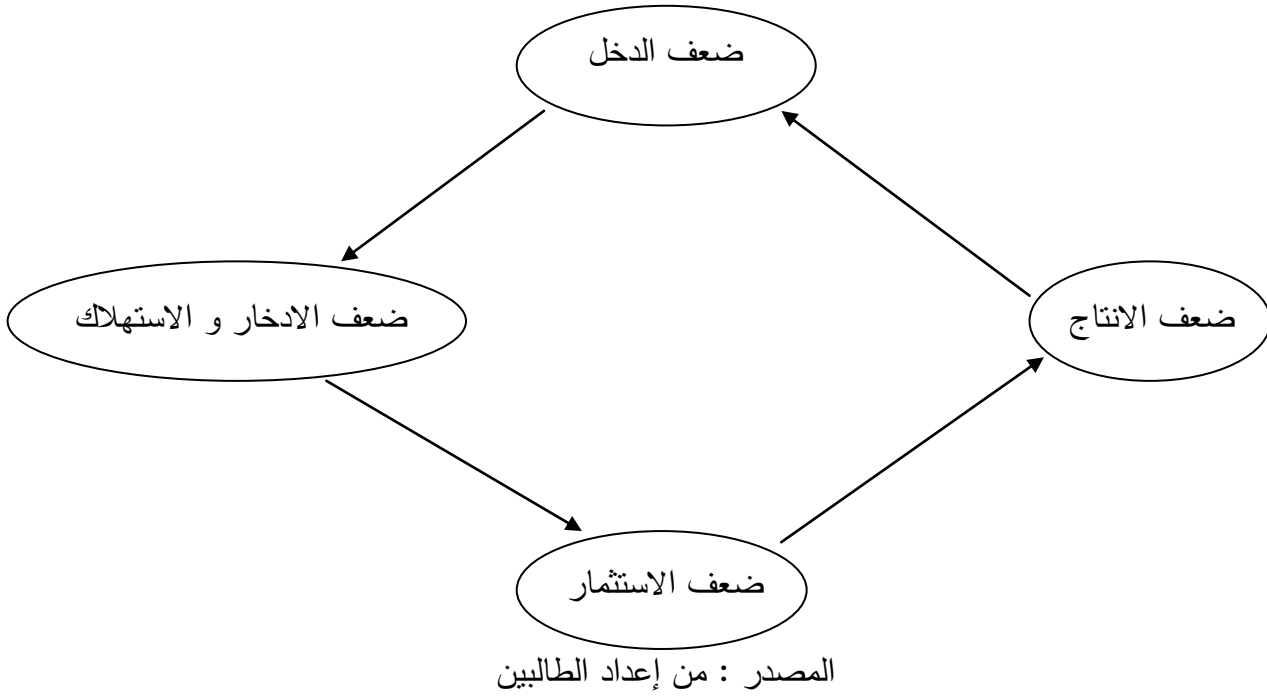 ضعف الدخل
ضعف الانتاج
ضعف الادخار و الاستهلاك
ضعف الاستثمار
المصدر : من إعداد الطالبين